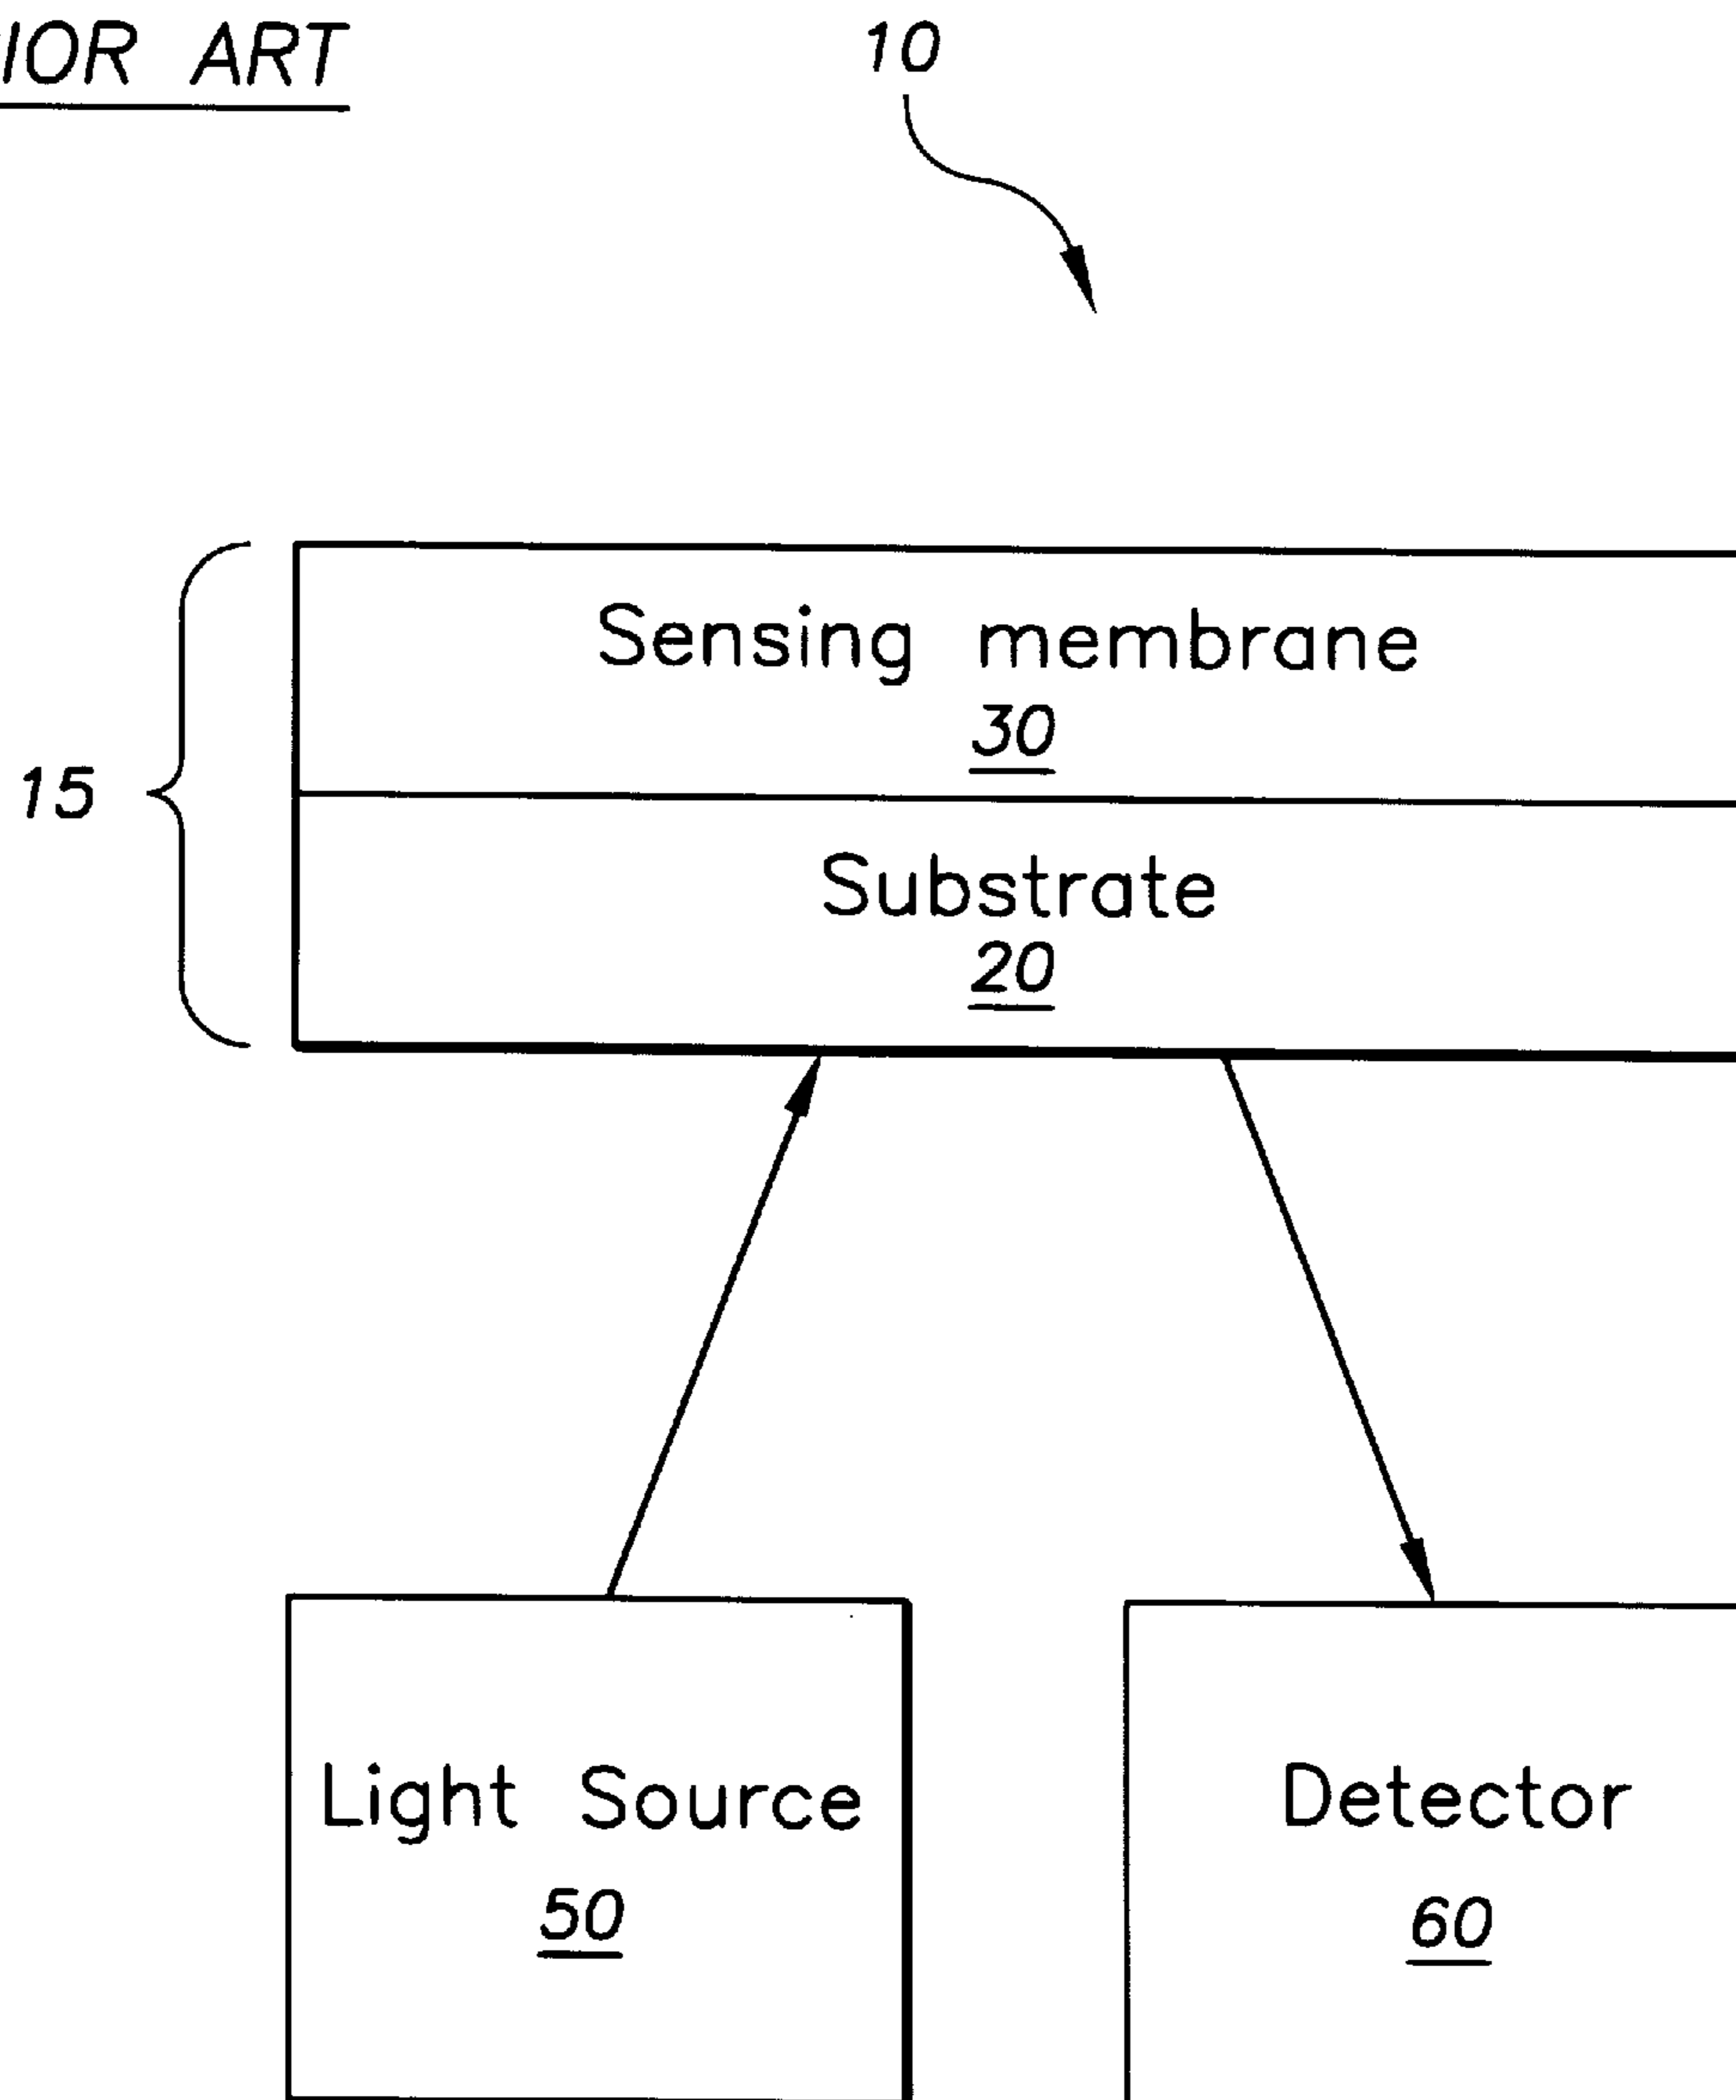 IOR ART
10
Sensing membrane
30
15
Substrate
20
Light Source
50
Detector
60